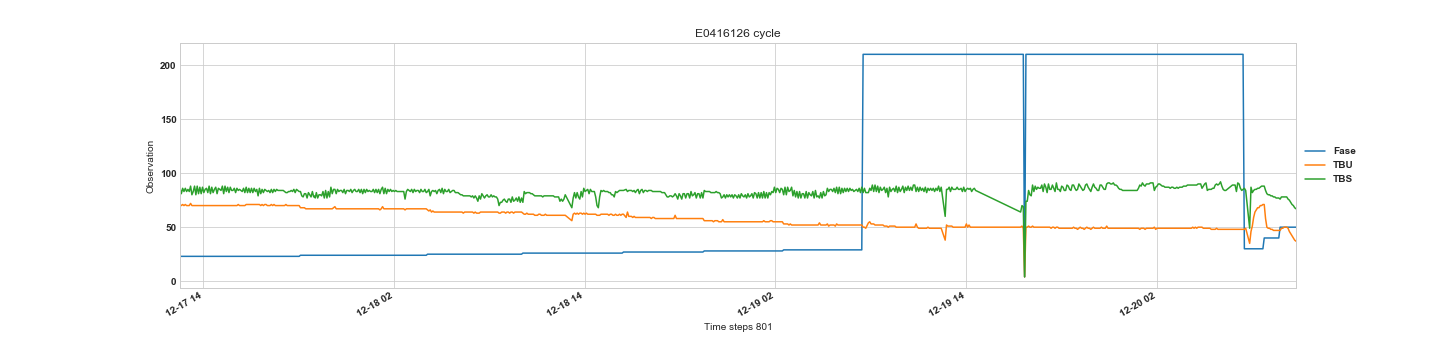 E0416126 cycle
200
150
100
50
0
Observation
12-17 14
12-18 02
12-18 14
12-19 02
12-19 14
12-20 02
Time steps 801
Fase
TBU
TBS